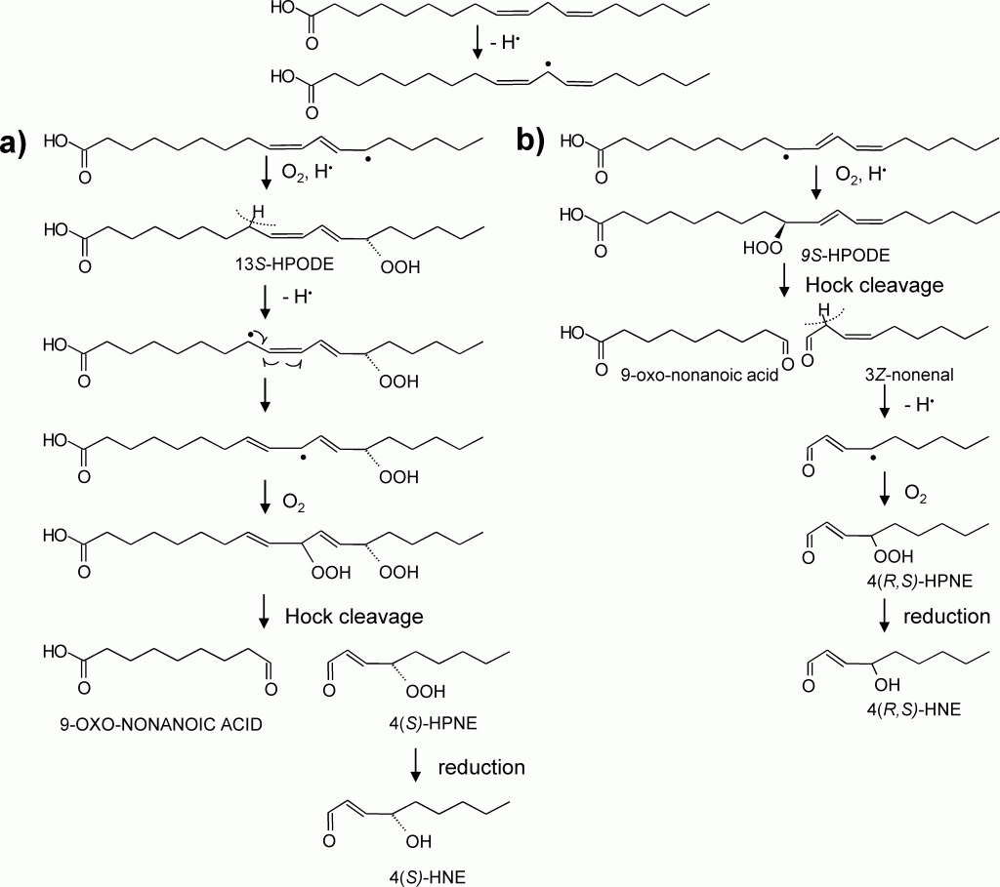 HO
O
- H•
HO
O
a)
HO
O
O2, H•
H
HO
O
OOH
13S-HPODE
- H•
HO
O
OOH
HO
O
OOH
O2
HO
O
OOH
OOH
Hock cleavage
HO
O
O
O
OOH
9-OXO-NONANOIC ACID
4(S)-HPNE
reduction
O
OH
4(S)-HNE
b)
HO
O
O2, H•
HO
O
HOO
9S-HPODE
Hock cleavage
H
HO
O
O
O
9-oxo-nonanoic acid
3Z-nonenal
- H•
O
O2
O
OOH
4(R,S)-HPNE
reduction
O
OH
4(R,S)-HNE